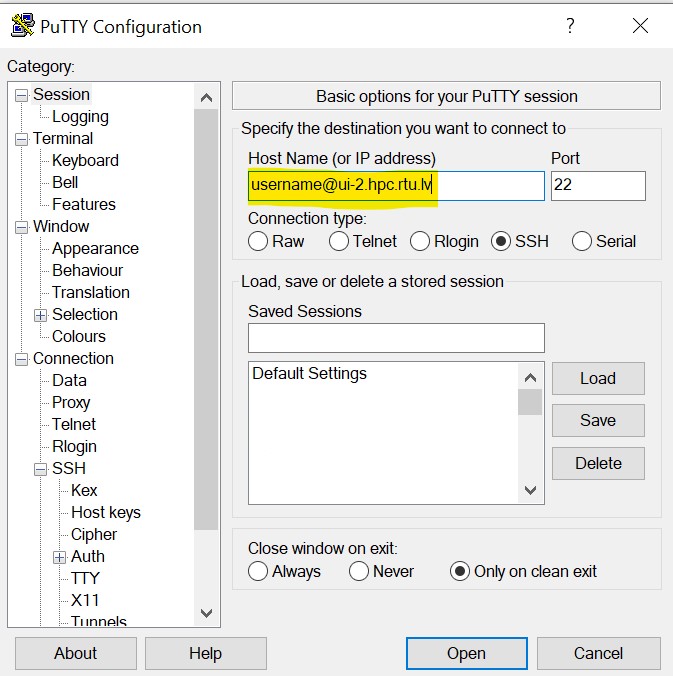 PuTTY Configuration
?
Category:
Session
Logging
Terminal
Keyboard
Bell
Features
Window
Appearance
Behaviour
Translation
Selection
Colours
Connection
Data
Proxy
Telnet
Rlogin
SSH
Kex
Host keys
Cipher
Auth
TTY
X11
Tunnels
Basic options for your PuTTY session
Specify the destination you want to connect to
Host Name (or IP address) Port
username@ui-2.hpc.rtu.lv 22
Connection type:
Raw Telnet Rlogin SSH Serial
Load, save or delete a stored session
Saved Sessions
Default Settings
Load
Save
Delete
Close window on exit:
Always Never Only on clean exit
About Help Open Cancel